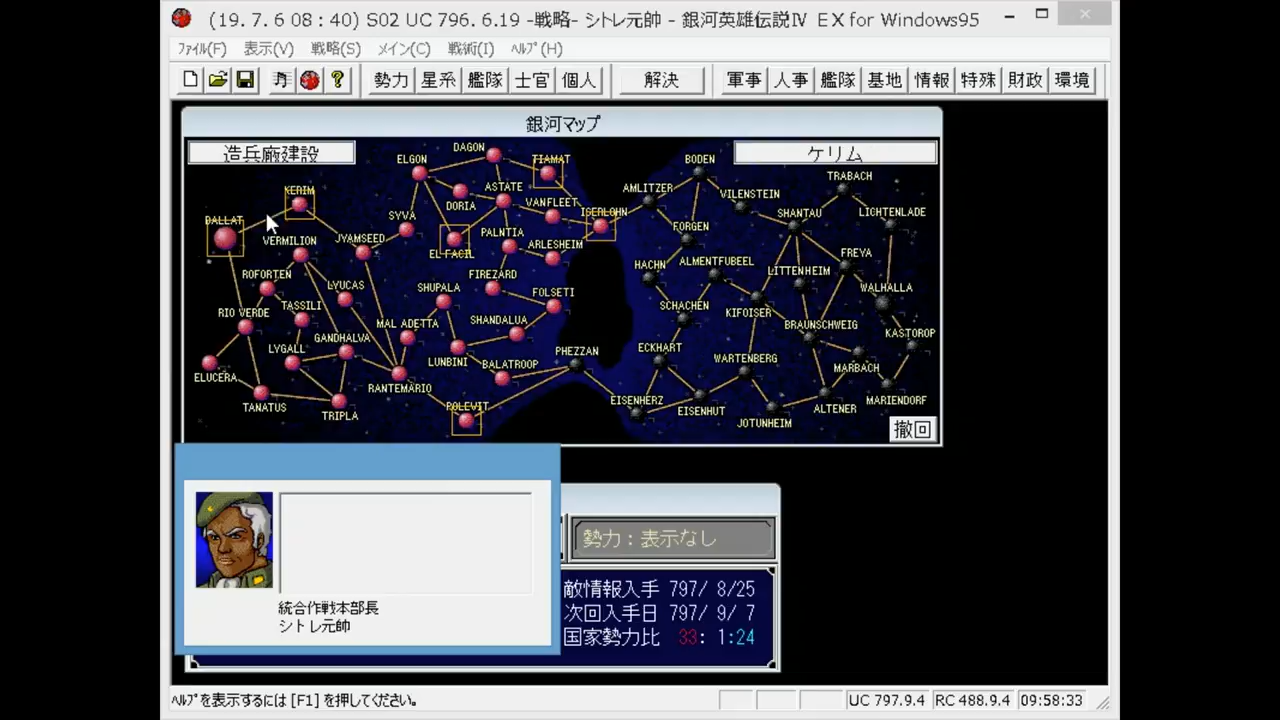 (19. 7. 6 08 : 40) S02 UC 796. 6.19 -戦略- シトレ元帥 - 銀河英雄伝説Ⅳ EX for Windows95
ﾌｧｲﾙ(F) 表示(V) 戦略(S) メイン(C) 戦術(I) ﾍﾙﾌﾟ(H)
勢力 星系 艦隊 士官 個人 解決 軍事 人事 艦隊 基地 情報 特殊 財政 環境
銀河マップ
造兵廠建設
ケリム
DAGON
ELGON
TIAMAT
BODEN
TRABACH
KERIM
DORIA
ASTATE
VANFLEET
AMLITZER
VILENSTEIN
SHANTAU
LICHTENLADE
BALLAT
SYVA
ISERLOHN
VERMILION
JYAMSEED
EL FACIL
PALNTIA
ARLESHEIM
FORGEN
FREYA
ROFORTEN
LYUCAS
FIREZARD
HACHN
ALMENTFUBEEL
LITTENHEIM
WALHALLA
TASSILI
SHUPALA
FOLSETI
SCHACHEN
KIFOISER
RIO VERDE
GANDHALVA
MAL ADETTA
SHANDALUA
BRAUNSCHWEIG
KASTOROP
LYGALL
LUNBINI
BALATROOP
PHEZZAN
ECKHART
WARTENBERG
MARBACH
ELUCERA
RANTEMARIO
TANATUS
TRIPLA
POLEVIT
EISENHERZ
EISENHUT
JOTUNHEIM
ALTENER
MARIENDORF
撤回
勢力：表示なし
敵情報入手 797/ 8/25
次回入手日 797/ 9/ 7
国家勢力比 33: 1:24
統合作戦本部長
シトレ元帥
ﾍﾙﾌﾟを表示するには [F1] を押してください。
UC 797.9.4 RC 488.9.4 09:58:33